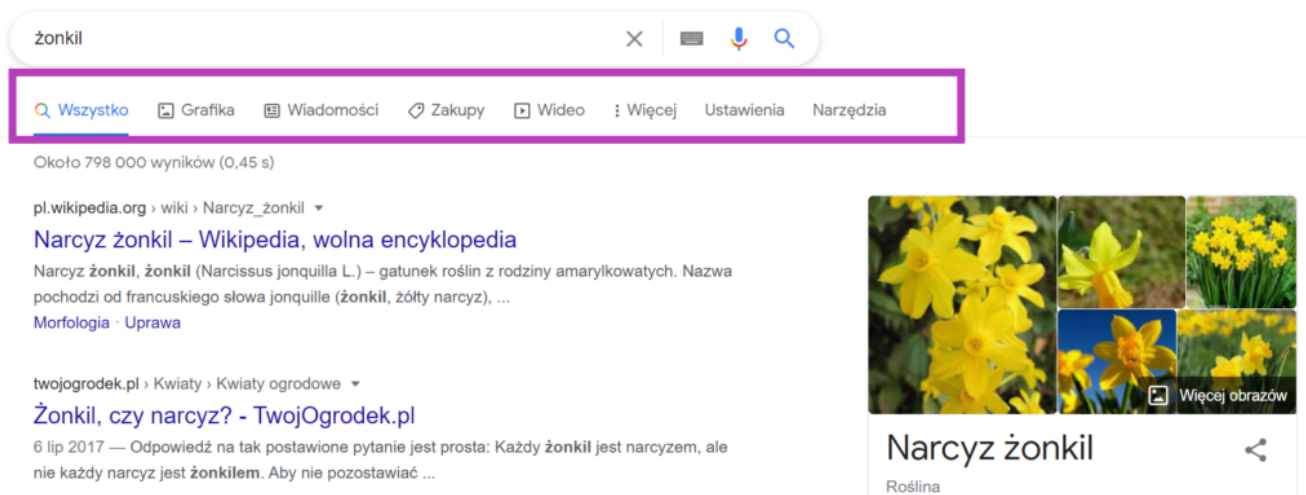 żonkil
Wszystko Grafika Wiadomości Zakupy Wideo Więcej Ustawienia Narzędzia
Około 798 000 wyników (0,45 s)
pl.wikipedia.org › wiki › Narcyz_żonkil
Narcyz żonkil – Wikipedia, wolna encyklopedia
Narcyz żonkil, żonkil (Narcissus jonquilla L.) – gatunek roślin z rodziny amarylkowatych. Nazwa
pochodzi od francuskiego słowa jonquille (żonkil, żółty narcyz), ...
Morfologia · Uprawa
twojogrodek.pl › Kwiaty › Kwiaty ogrodowe
Żonkil, czy narcyz? - TwojOgrodek.pl
6 lip 2017 — Odpowiedź na tak postawione pytanie jest prosta: Każdy żonkil jest narcyzem, ale
nie każdy narcyz jest żonkilem. Aby nie pozostawiać ...
Więcej obrazów
Narcyz żonkil
Roślina